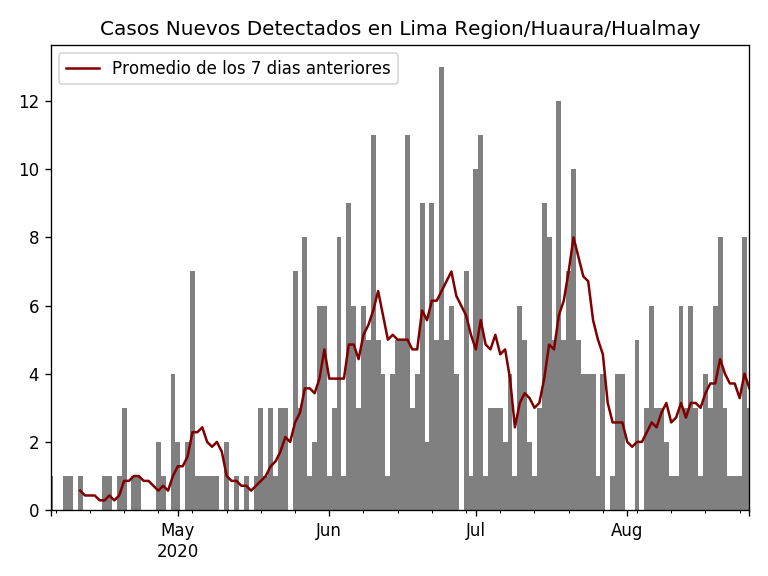 Casos Nuevos Detectados en Lima Region/Huaura/Hualmay
Promedio de los 7 dias anteriores
12
10
8
6
4
2
0
May Jun Jul Aug
2020